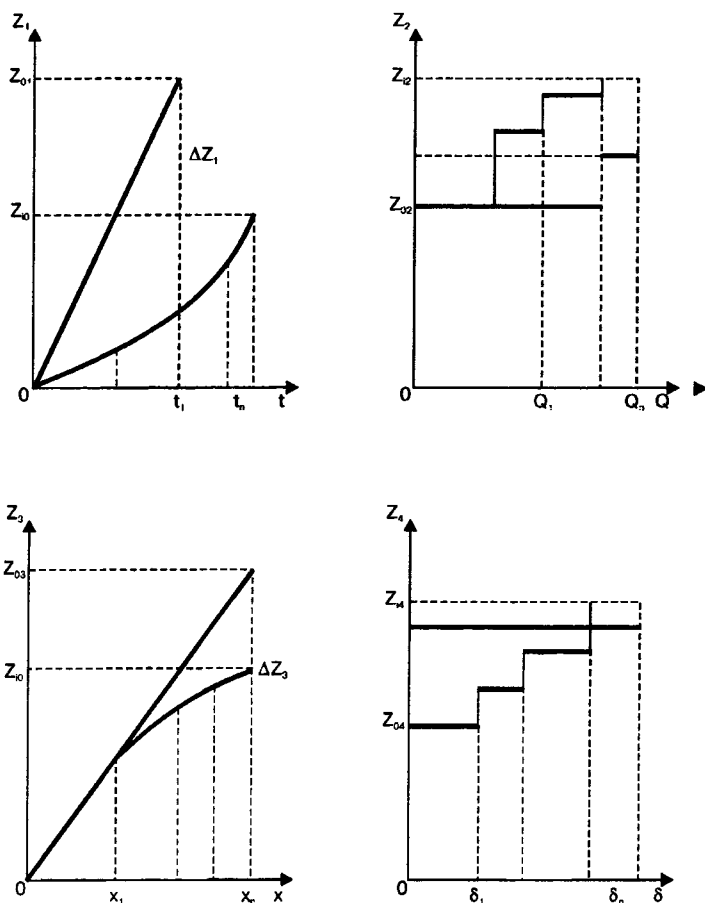 Z₁
Z₀₁
ΔZ₁
Zᵢ₀
0
t₁
tₙ
t
Z₂
Zᵢ₂
Z₀₂
0
Q₁
Qₙ
Q
Z₃
Z₀₃
Zᵢ₀
ΔZ₃
0
x₁
xₙ
x
Z₄
Zᵢ₄
Z₀₄
0
δ₁
δₙ
δ